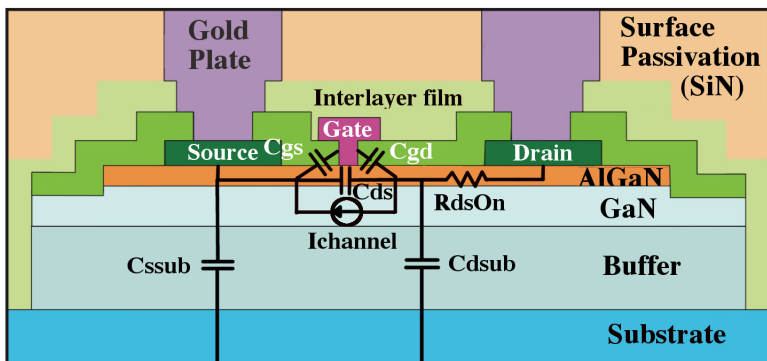 Gold
Plate
Surface
Passivation
(SiN)
Interlayer film
Gate
Source
Cgs
Cgd
Drain
AlGaN
Cds
RdsOn
GaN
Ichannel
Cssub
Cdsub
Buffer
Substrate